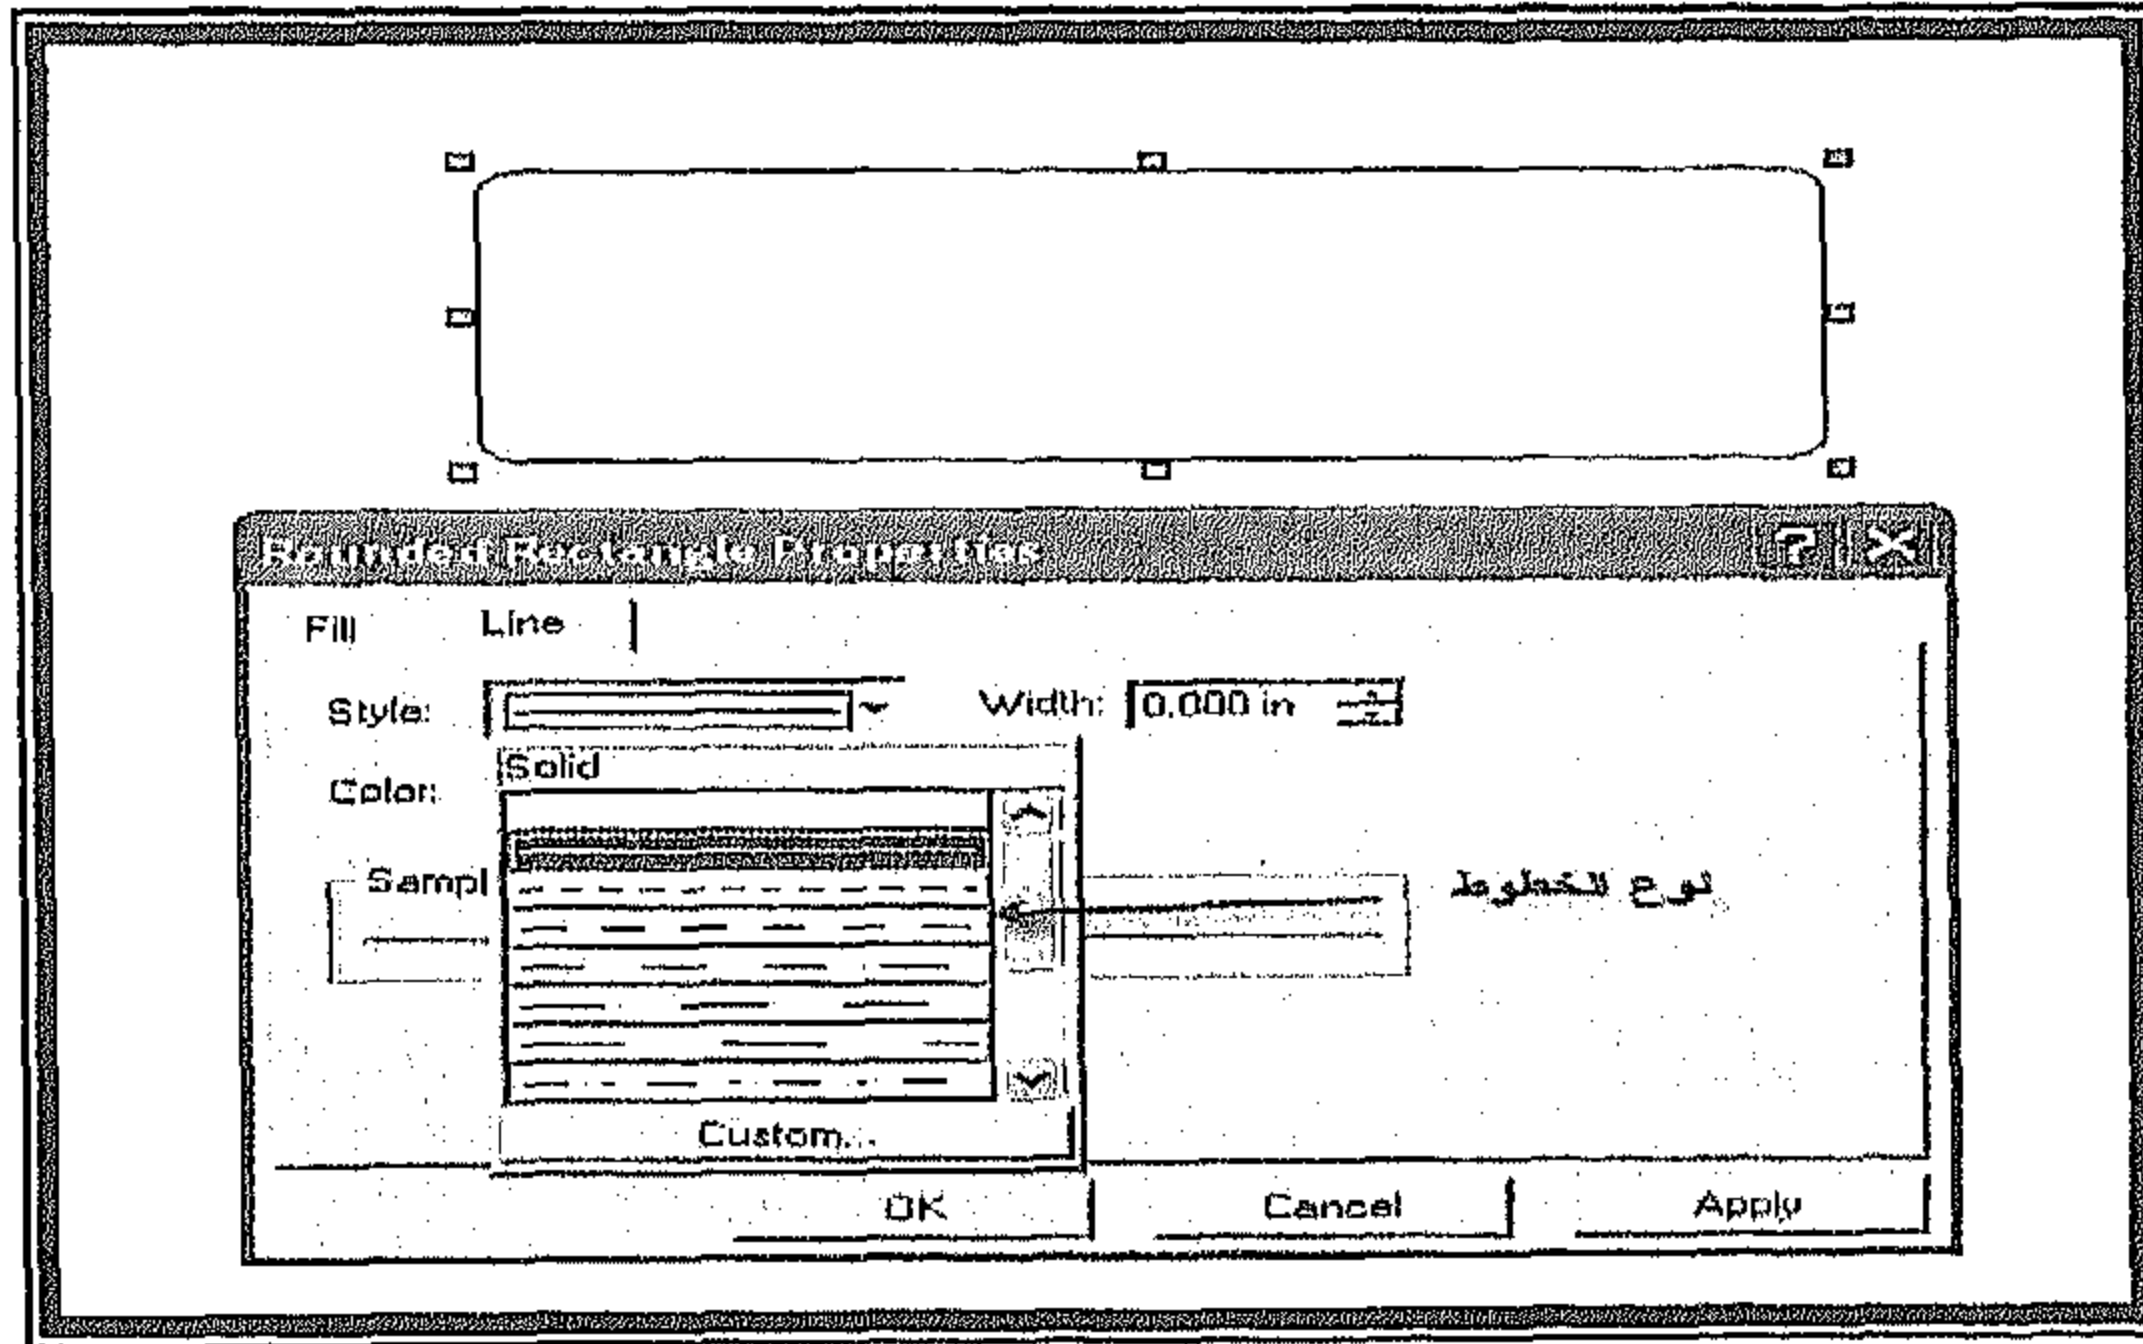 Rounded Rectangle Properties
Fill Line
Style: Width: 0.000 in
Solid
Color:
Sampl
نوع الخطوط
Custom...
OK Cancel Apply